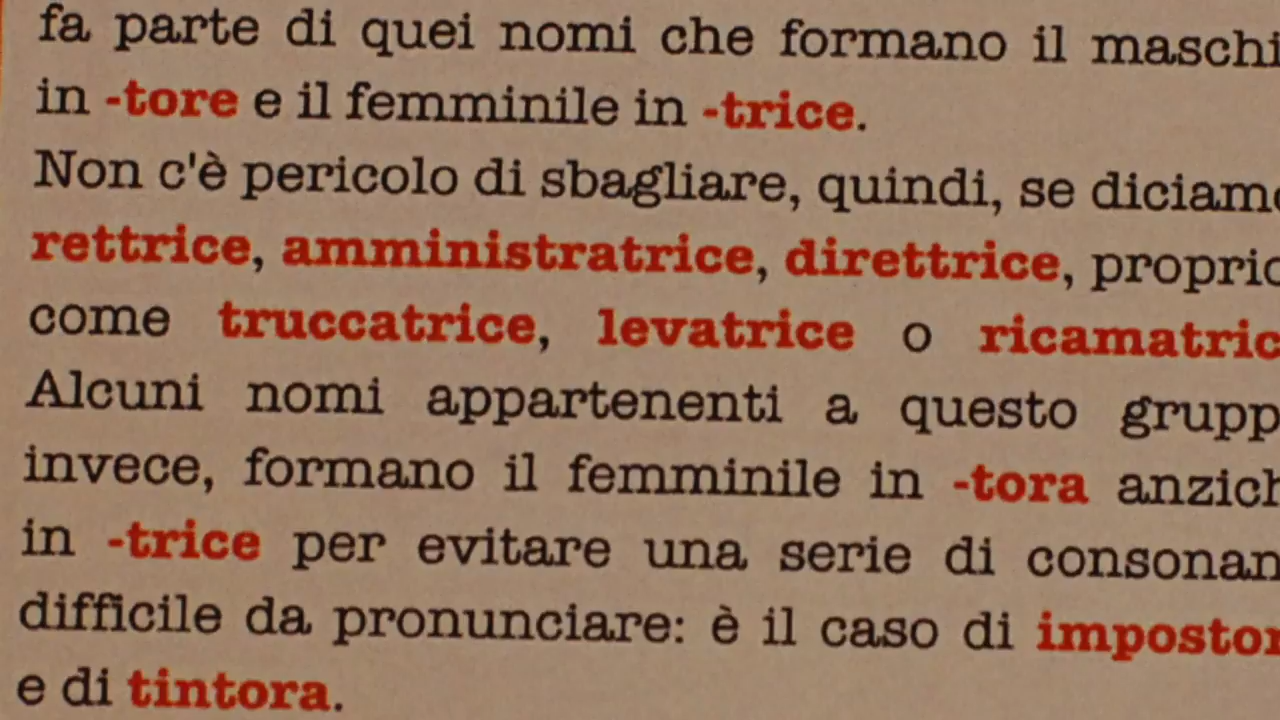 fa parte di quei nomi che formano il maschi
in -tore e il femminile in -trice.
Non c'è pericolo di sbagliare, quindi, se diciamo
rettrice, amministratrice, direttrice, proprio
come truccatrice, levatrice o ricamatric
Alcuni nomi appartenenti a questo grupp
invece, formano il femminile in -tora anzich
in -trice per evitare una serie di consonan
difficile da pronunciare: è il caso di impostor
e di tintora.